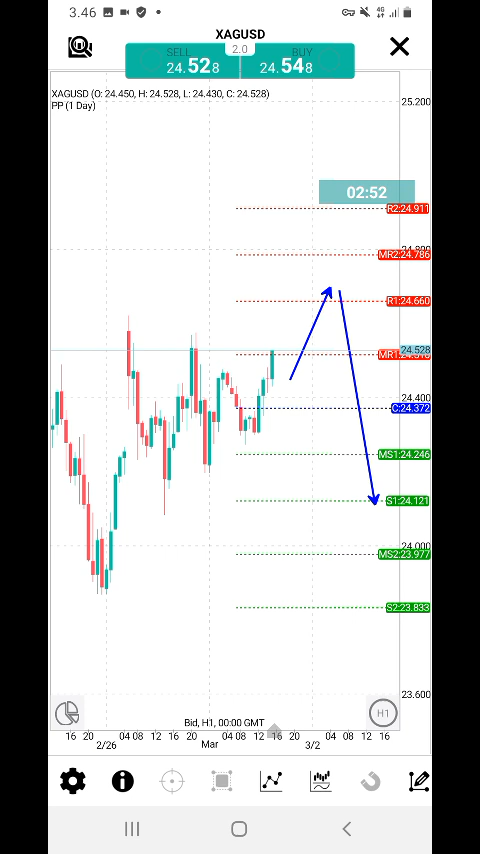 3.46
4G
XAGUSD
SELL 2.0 BUY
24.528 24.548
XAGUSD (O: 24.450, H: 24.528, L: 24.430, C: 24.528)
PP (1 Day)
25.200
02:52
R2:24.911
MR2:24.786
R1:24.660
24.528
24.400
C:24.372
MS1:24.246
S1:24.121
24.000
MS2:23.977
S2:23.833
23.600
H1
Bid, H1, 00:00 GMT
16 20 04 08 12 16 20 04 08 12 16 20 04 08 12 16
2/26 Mar 3/2